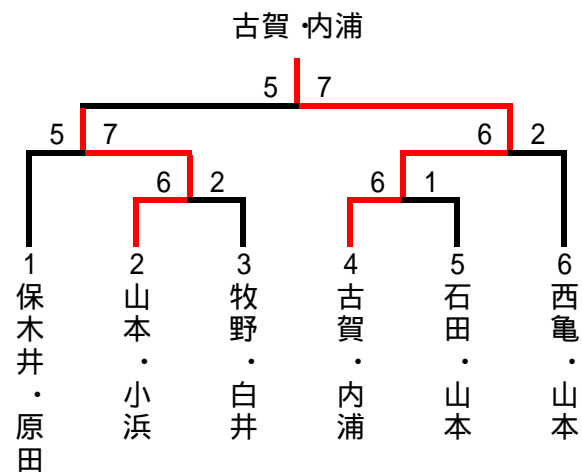 古賀・内浦
5 7
5 7 6 2
6 2 6 1
1 2 3 4 5 6
保木井・原田
山本・小浜
牧野・白井
古賀・内浦
石田・山本
西亀・山本